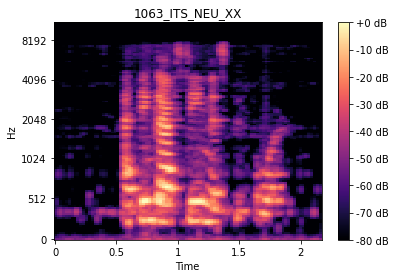 1063_ITS_NEU_XX
8192
4096
2048
1024
512
0
Hz
0
0.5
1
1.5
2
Time
+0 dB
-10 dB
-20 dB
-30 dB
-40 dB
-50 dB
-60 dB
-70 dB
-80 dB